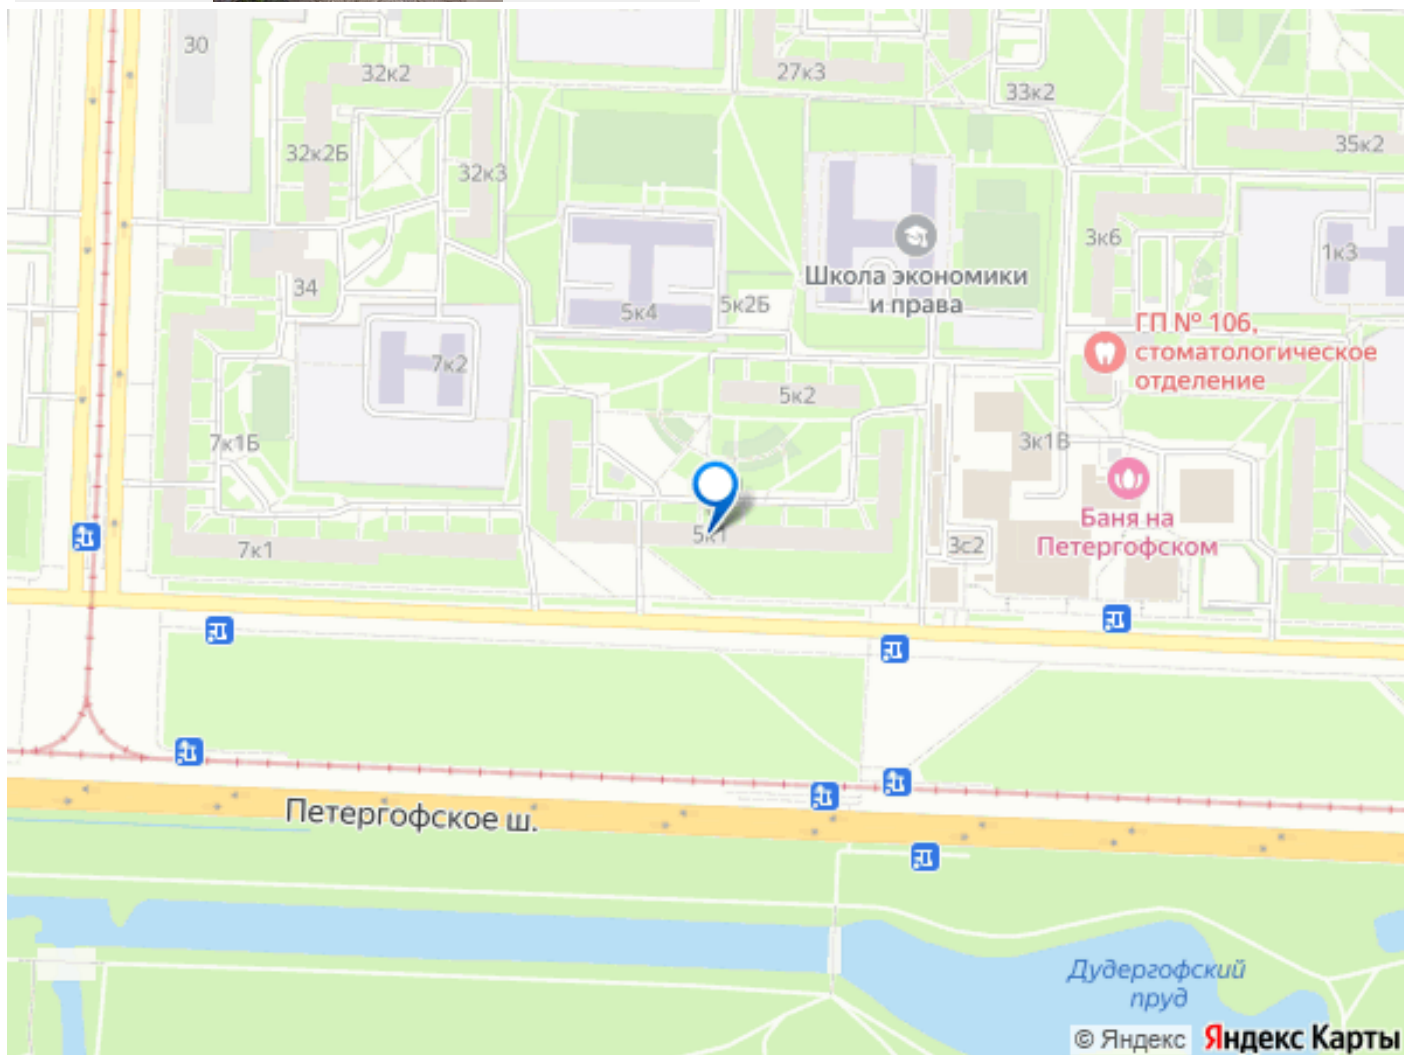 30
32к2
27к3
33к2
35к2
32к2Б
32к3
3к6
1к3
Школа экономики
и права
34
5к4
5к2Б
ГП № 106,
стоматологическое
отделение
7к2
5к2
7к1Б
3к1В
Баня на
Петергофском
5к1
7к1
3с2
Петергофское ш.
Дудергофский
пруд
© Яндекс Яндекс Карты